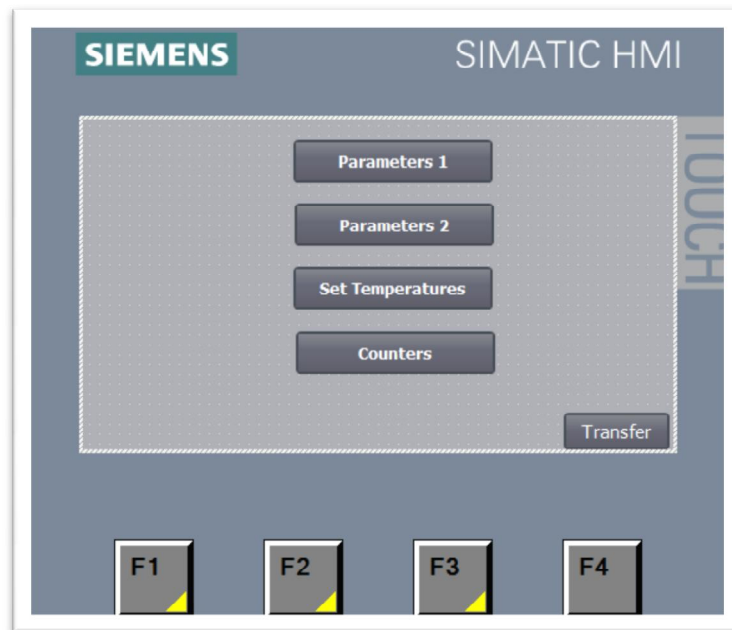 SIEMENS
SIMATIC HMI
TOUCH
Parameters 1
Parameters 2
Set Temperatures
Counters
Transfer
F1
F2
F3
F4